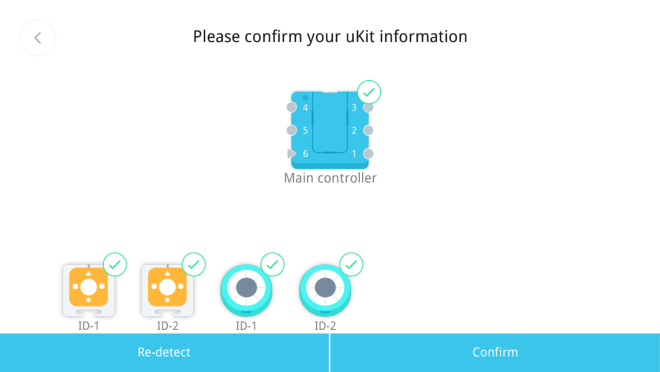 Please confirm your uKit information
4 3
5 2
6 1
Main controller
ID-1 ID-2 ID-1 ID-2
Re-detect Confirm